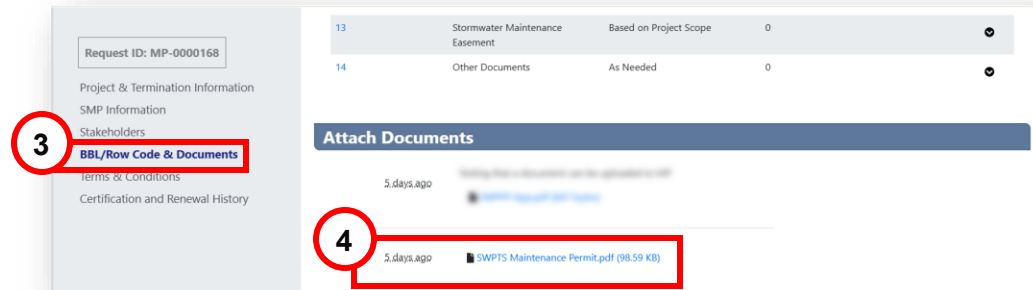 Request ID: MP-0000168
Project & Termination Information
SMP Information
Stakeholders
BBL/Row Code & Documents
Terms & Conditions
Certification and Renewal History
3
13 Stormwater Maintenance Easement Based on Project Scope 0
14 Other Documents As Needed 0
Attach Documents
5 days ago
4
5 days ago SWPTS Maintenance Permit.pdf (98.59 KB)